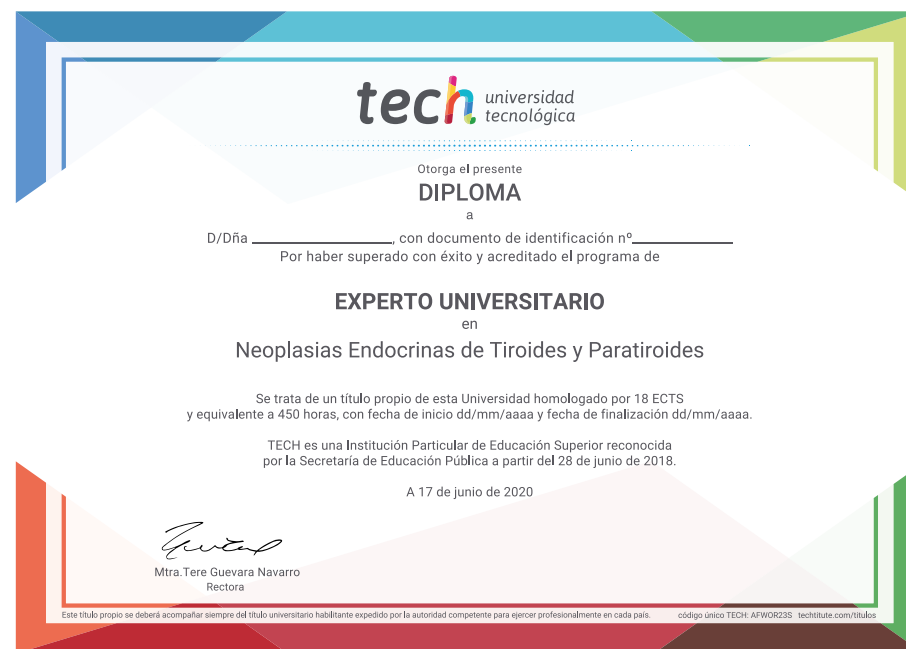 tech universidad
tecnológica
Otorga el presente
DIPLOMA
a
D/Dña ____________________, con documento de identificación nº______________
Por haber superado con éxito y acreditado el programa de
EXPERTO UNIVERSITARIO
en
Neoplasias Endocrinas de Tiroides y Paratiroides
Se trata de un título propio de esta Universidad homologado por 18 ECTS
y equivalente a 450 horas, con fecha de inicio dd/mm/aaaa y fecha de finalización dd/mm/aaaa.
TECH es una Institución Particular de Educación Superior reconocida
por la Secretaría de Educación Pública a partir del 28 de junio de 2018.
A 17 de junio de 2020
Mtra.Tere Guevara Navarro
Rectora
Este título propio se deberá acompañar siempre del título universitario habilitante expedido por la autoridad competente para ejercer profesionalmente en cada país. código único TECH: AFWOR23S techtitute.com/titulos